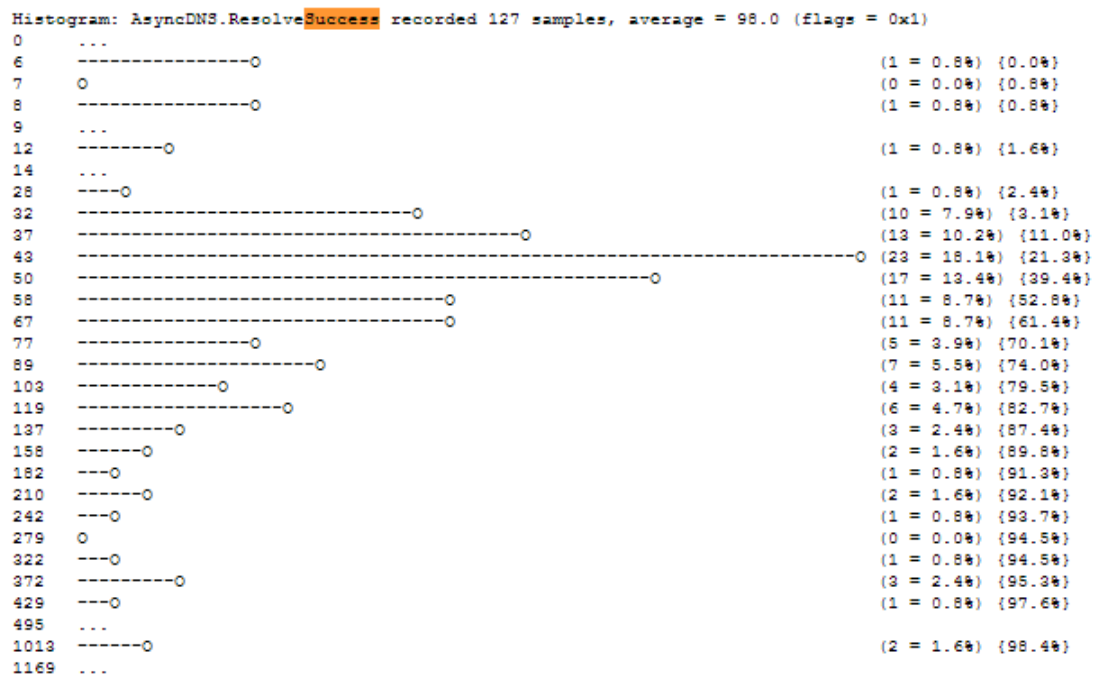 Histogram: AsyncDNS.ResolveSuccess recorded 127 samples, average = 98.0 (flags = 0x1)
0 ...
6 ----------------O (1 = 0.8%) {0.0%}
7 O (0 = 0.0%) {0.8%}
8 ----------------O (1 = 0.8%) {0.8%}
9 ...
12 --------O (1 = 0.8%) {1.6%}
14 ...
28 ----O (1 = 0.8%) {2.4%}
32 -------------------------------O (10 = 7.9%) {3.1%}
37 -----------------------------------------O (13 = 10.2%) {11.0%}
43 ------------------------------------------------------------------------O (23 = 18.1%) {21.3%}
50 -----------------------------------------------------O (17 = 13.4%) {39.4%}
58 ----------------------------------O (11 = 8.7%) {52.8%}
67 ----------------------------------O (11 = 8.7%) {61.4%}
77 ----------------O (5 = 3.9%) {70.1%}
89 ----------------------O (7 = 5.5%) {74.0%}
103 -------------O (4 = 3.1%) {79.5%}
119 -------------------O (6 = 4.7%) {82.7%}
137 ---------O (3 = 2.4%) {87.4%}
158 ------O (2 = 1.6%) {89.8%}
182 ---O (1 = 0.8%) {91.3%}
210 ------O (2 = 1.6%) {92.1%}
242 ---O (1 = 0.8%) {93.7%}
279 O (0 = 0.0%) {94.5%}
322 ---O (1 = 0.8%) {94.5%}
372 ---------O (3 = 2.4%) {95.3%}
429 ---O (1 = 0.8%) {97.6%}
495 ...
1013 ------O (2 = 1.6%) {98.4%}
1169 ...